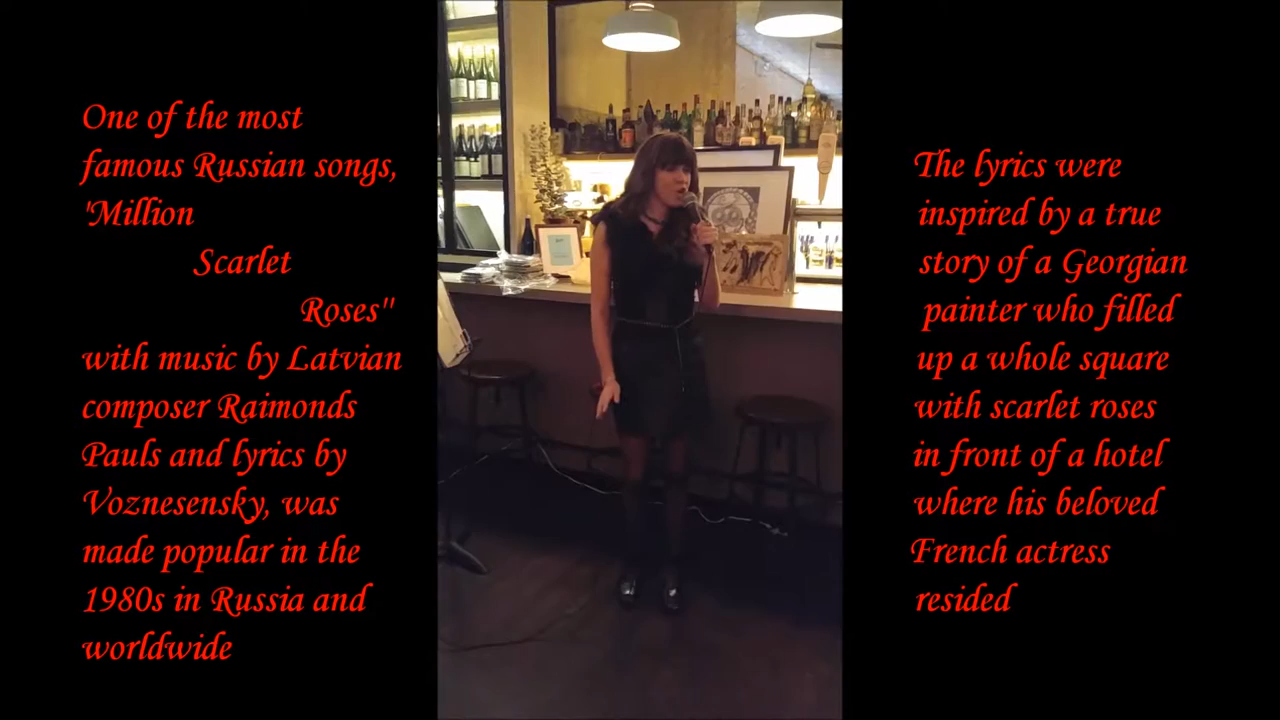 One of the most
famous Russian songs,
'Million
Scarlet
Roses"
with music by Latvian
composer Raimonds
Pauls and lyrics by
Voznesensky, was
made popular in the
1980s in Russia and
worldwide
The lyrics were
inspired by a true
story of a Georgian
painter who filled
up a whole square
with scarlet roses
in front of a hotel
where his beloved
French actress
resided